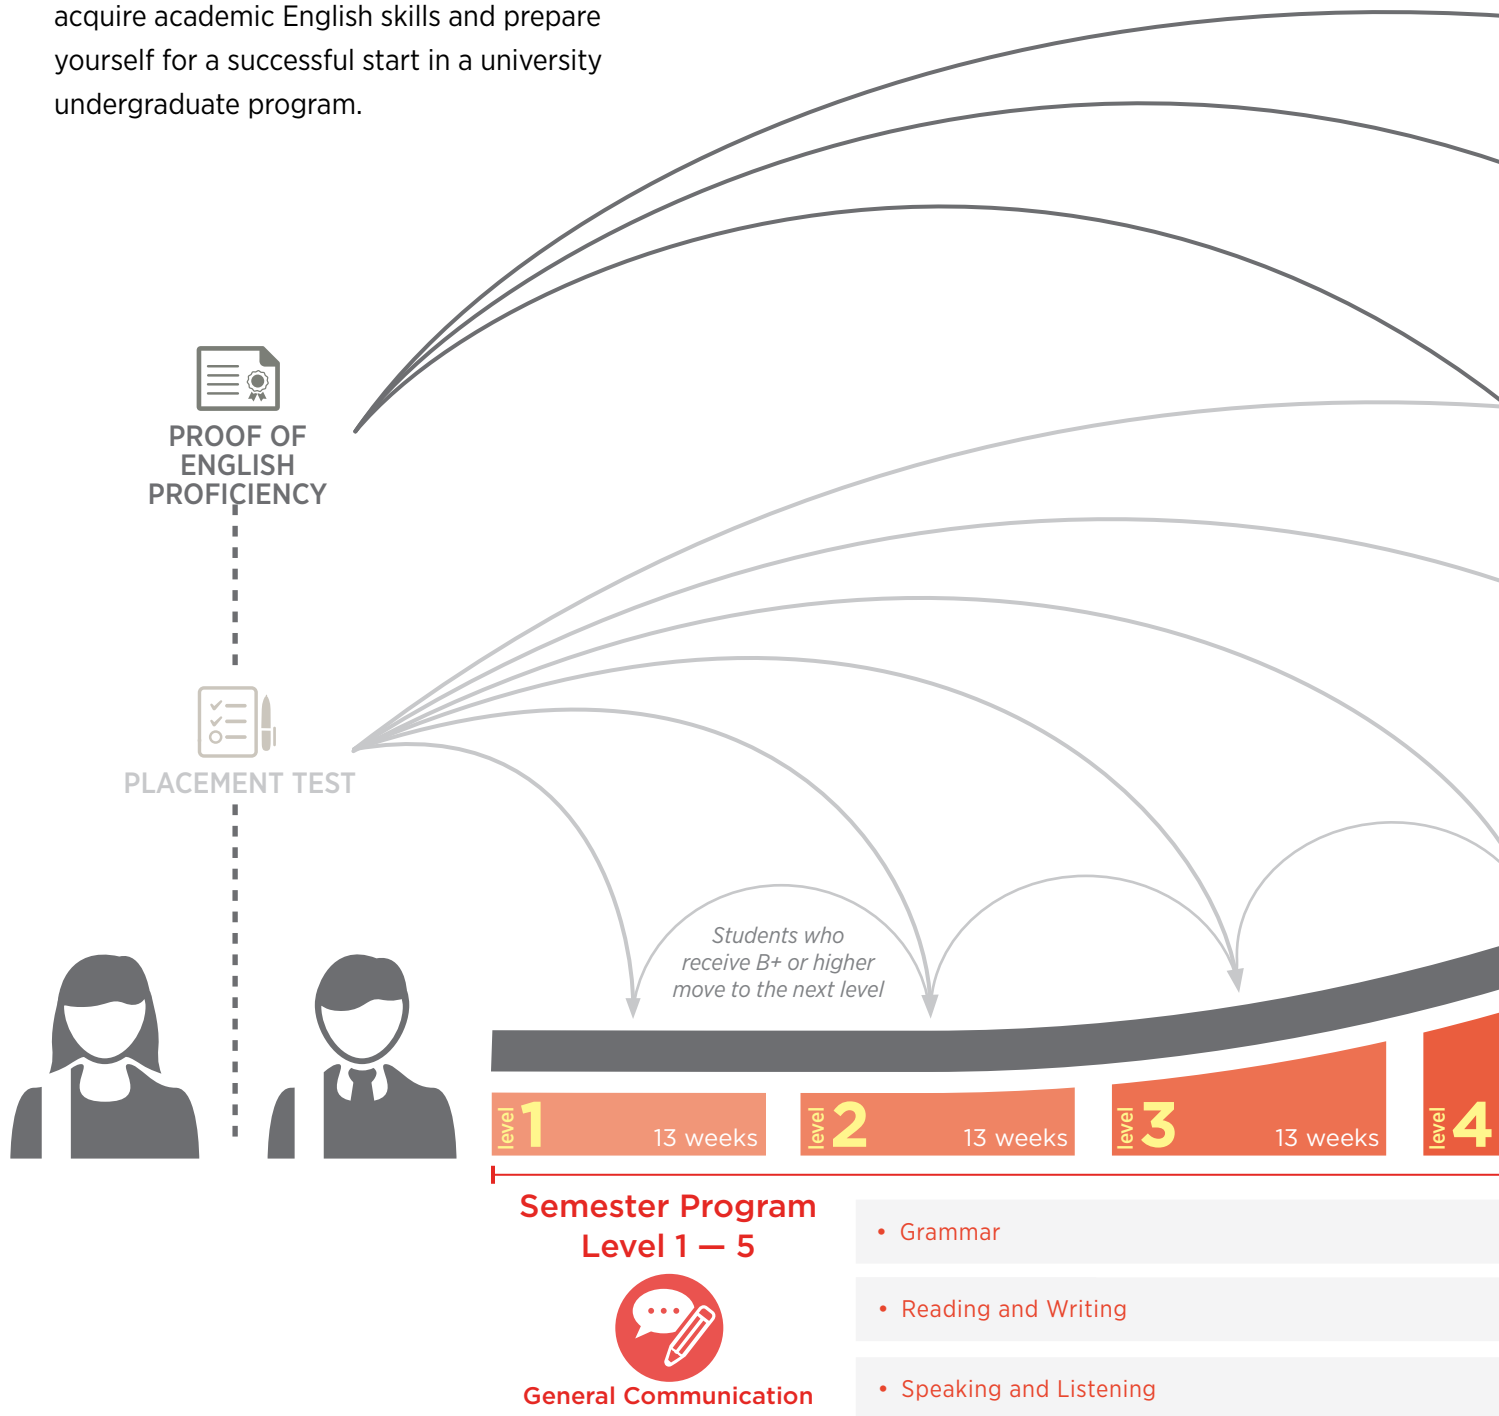 acquire academic English skills and prepare
yourself for a successful start in a university
undergraduate program.
PROOF OF
ENGLISH
PROFICIENCY
PLACEMENT TEST
Students who
receive B+ or higher
move to the next level
level 1 13 weeks
level 2 13 weeks
level 3 13 weeks
level 4
Semester Program
Level 1 — 5
General Communication
• Grammar
• Reading and Writing
• Speaking and Listening